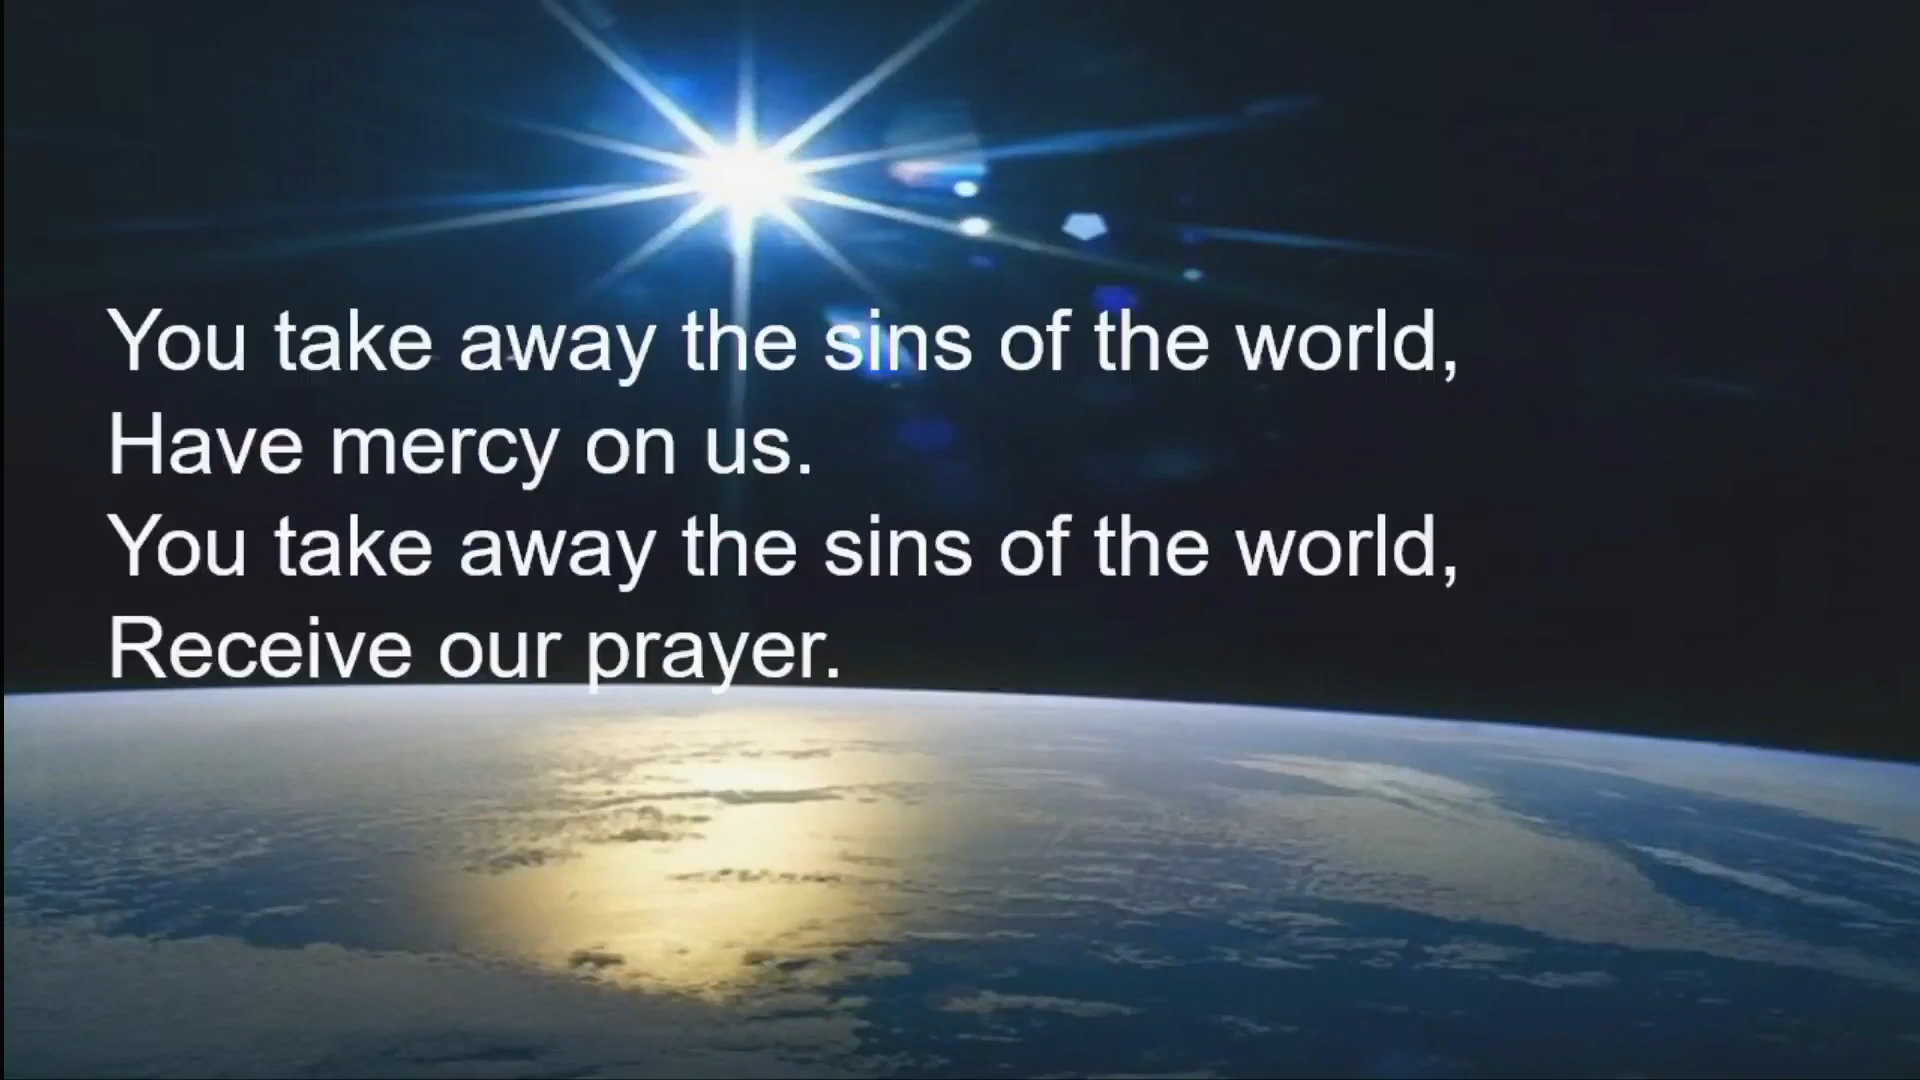 You take away the sins of the world,
Have mercy on us.
You take away the sins of the world,
Receive our prayer.